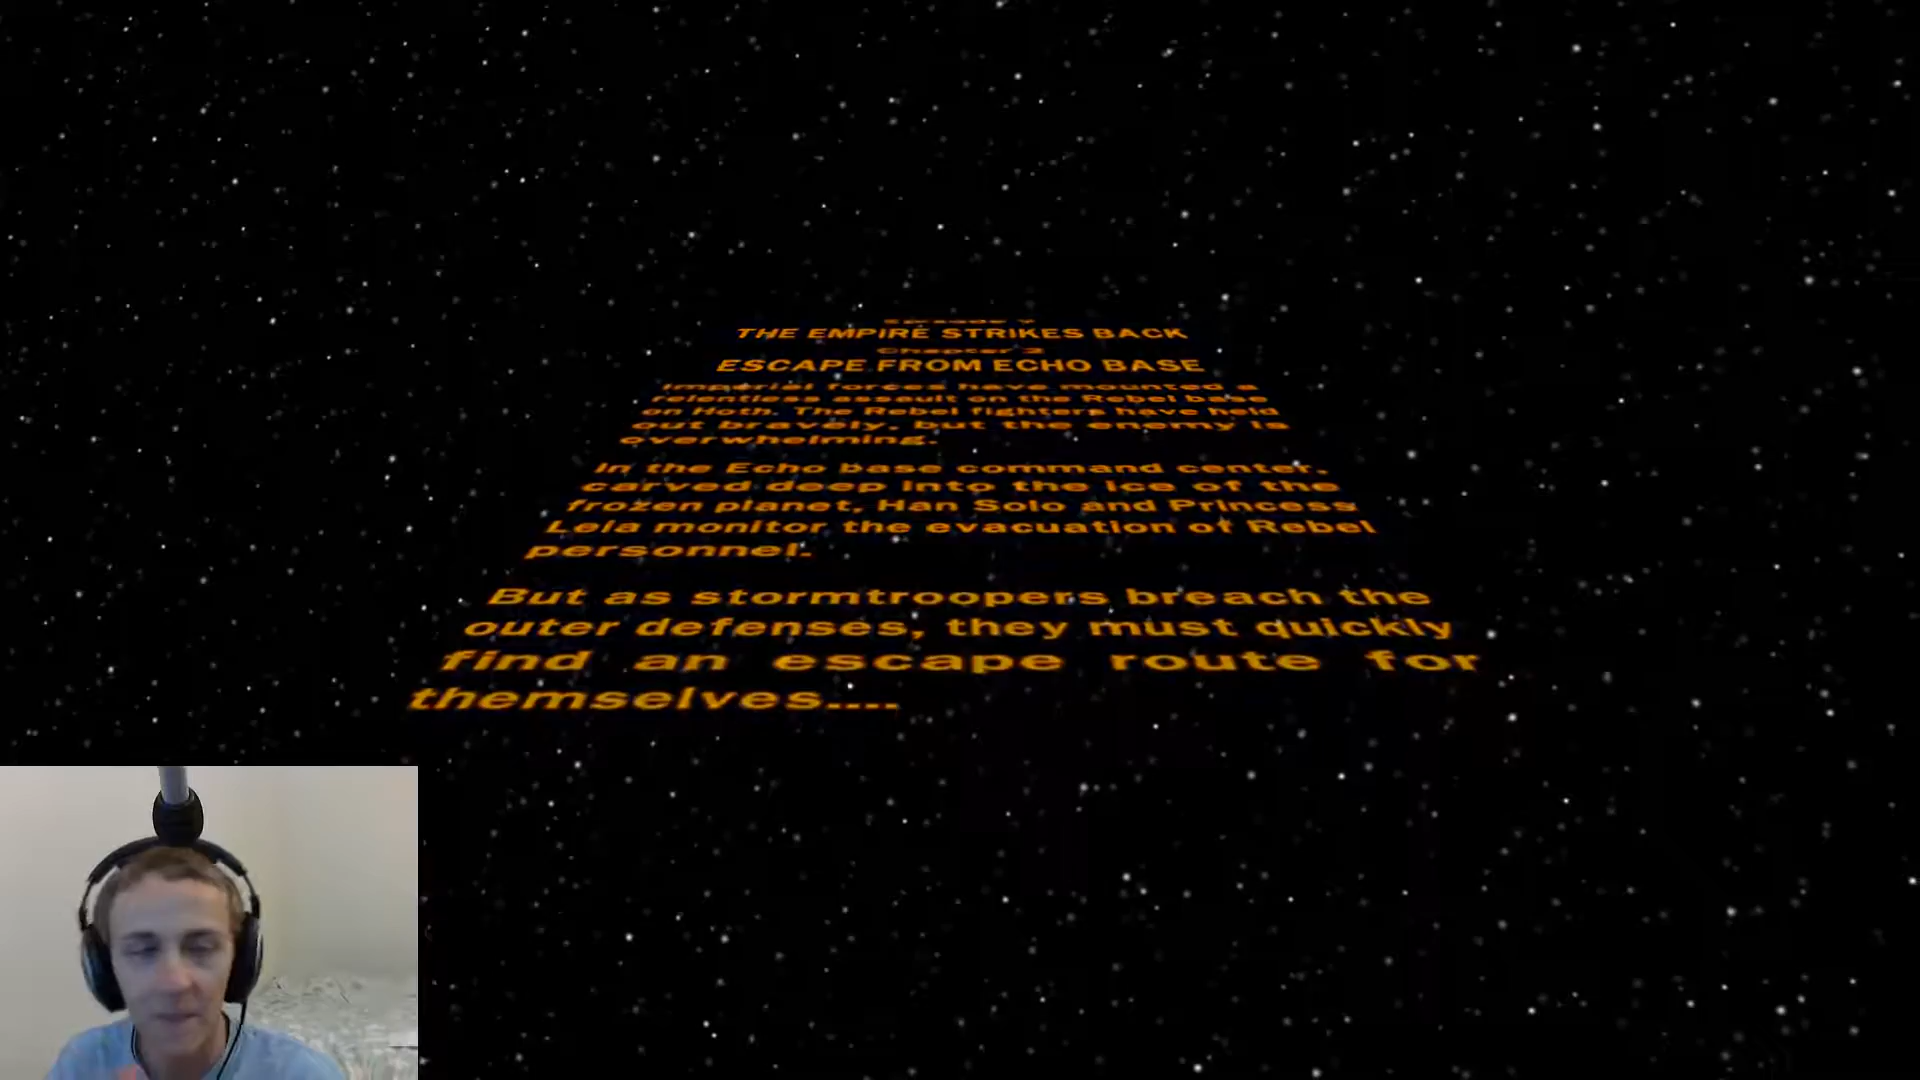 Episode V
THE EMPIRE STRIKES BACK
Chapter 2
ESCAPE FROM ECHO BASE
Imperial forces have mounted a
relentless assault on the Rebel base
on Hoth. The Rebel fighters have held
out bravely, but the enemy is
overwhelming.
In the Echo base command center,
carved deep into the ice of the
frozen planet, Han Solo and Princess
Leia monitor the evacuation of Rebel
personnel.
But as stormtroopers breach the
outer defenses, they must quickly
find an escape route for
themselves....